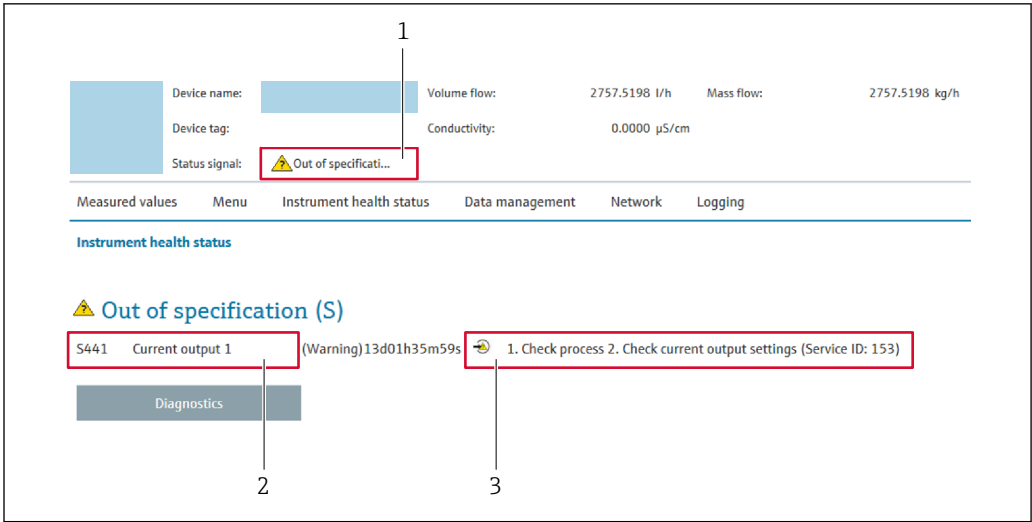 1
Device name: Volume flow: 2757.5198 l/h Mass flow: 2757.5198 kg/h
Device tag: Conductivity: 0.0000 µS/cm
Status signal: Out of specificati...
Measured values Menu Instrument health status Data management Network Logging
Instrument health status
Out of specification (S)
S441 Current output 1 (Warning)13d01h35m59s 1. Check process 2. Check current output settings (Service ID: 153)
Diagnostics
2 3